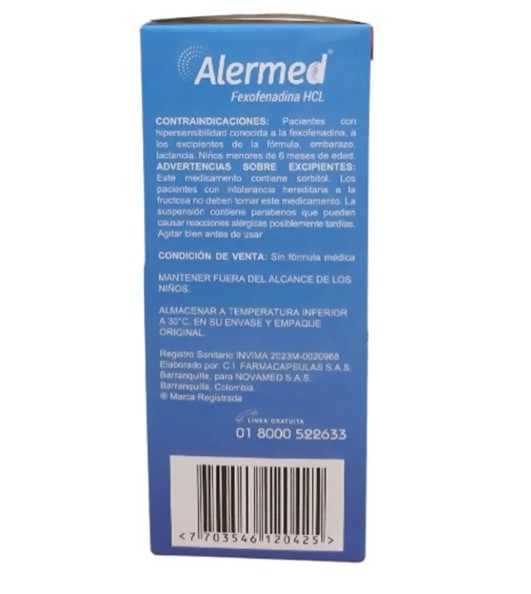 Alermed®
Fexofenadina HCL
CONTRAINDICACIONES: Pacientes con
hipersensibilidad conocida a la fexofenadina, a
los excipientes de la fórmula, embarazo,
lactancia. Niños menores de 6 meses de edad.
ADVERTENCIAS SOBRE EXCIPIENTES:
Este medicamento contiene sorbitol. Los
pacientes con intolerancia hereditaria a la
fructosa no deben tomar este medicamento. La
suspensión contiene parabenos que pueden
causar reacciones alérgicas posiblemente tardías.
Agitar bien antes de usar
CONDICIÓN DE VENTA: Sin fórmula médica
MANTENER FUERA DEL ALCANCE DE LOS
NIÑOS.
ALMACENAR A TEMPERATURA INFERIOR
A 30°C, EN SU ENVASE Y EMPAQUE
ORIGINAL.
Registro Sanitario INVIMA 2023M-0020968
Elaborado por: C.I. FARMACAPSULAS S.A.S.
Barranquilla, para NOVAMED S.A.S.
Barranquilla, Colombia.
® Marca Registrada
LÍNEA GRATUITA
01 8000 522633
<7 703546 120425>